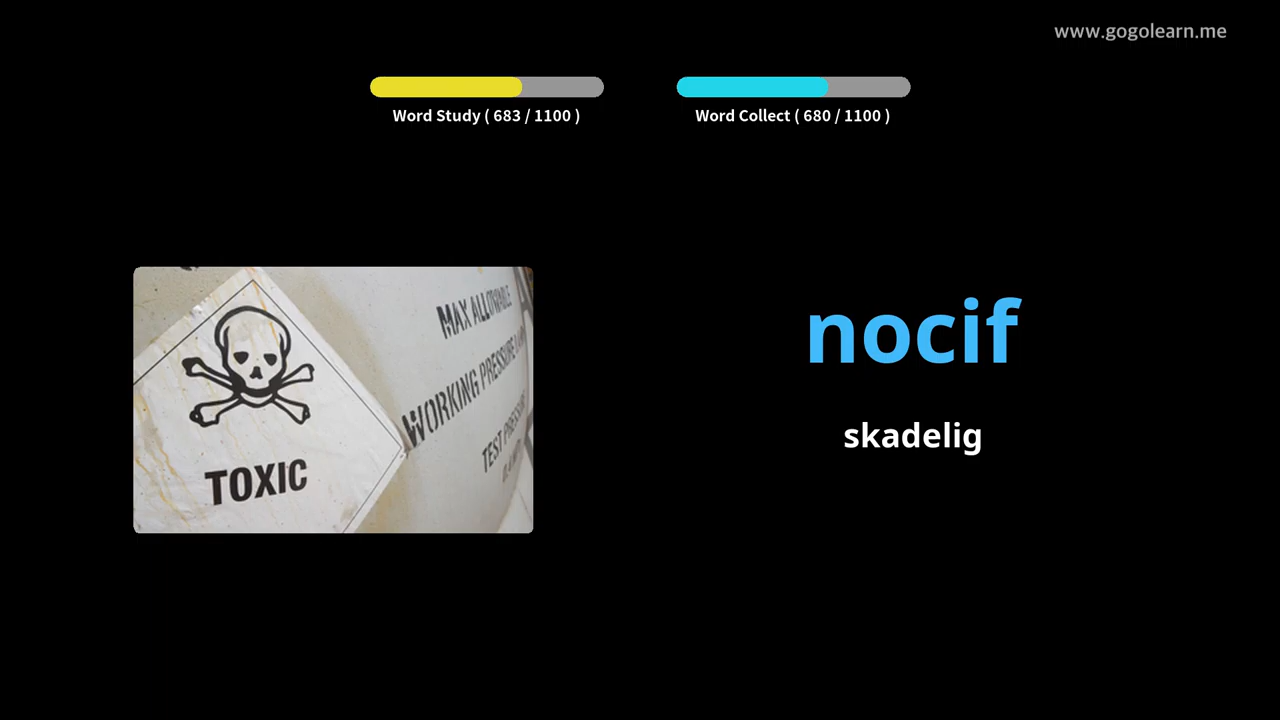 www.gogolearn.me
Word Study ( 683 / 1100 )
Word Collect ( 680 / 1100 )
MAX ALLOWABLE
WORKING PRESSURE
TEST PRESSURE
TOXIC
nocif
skadelig